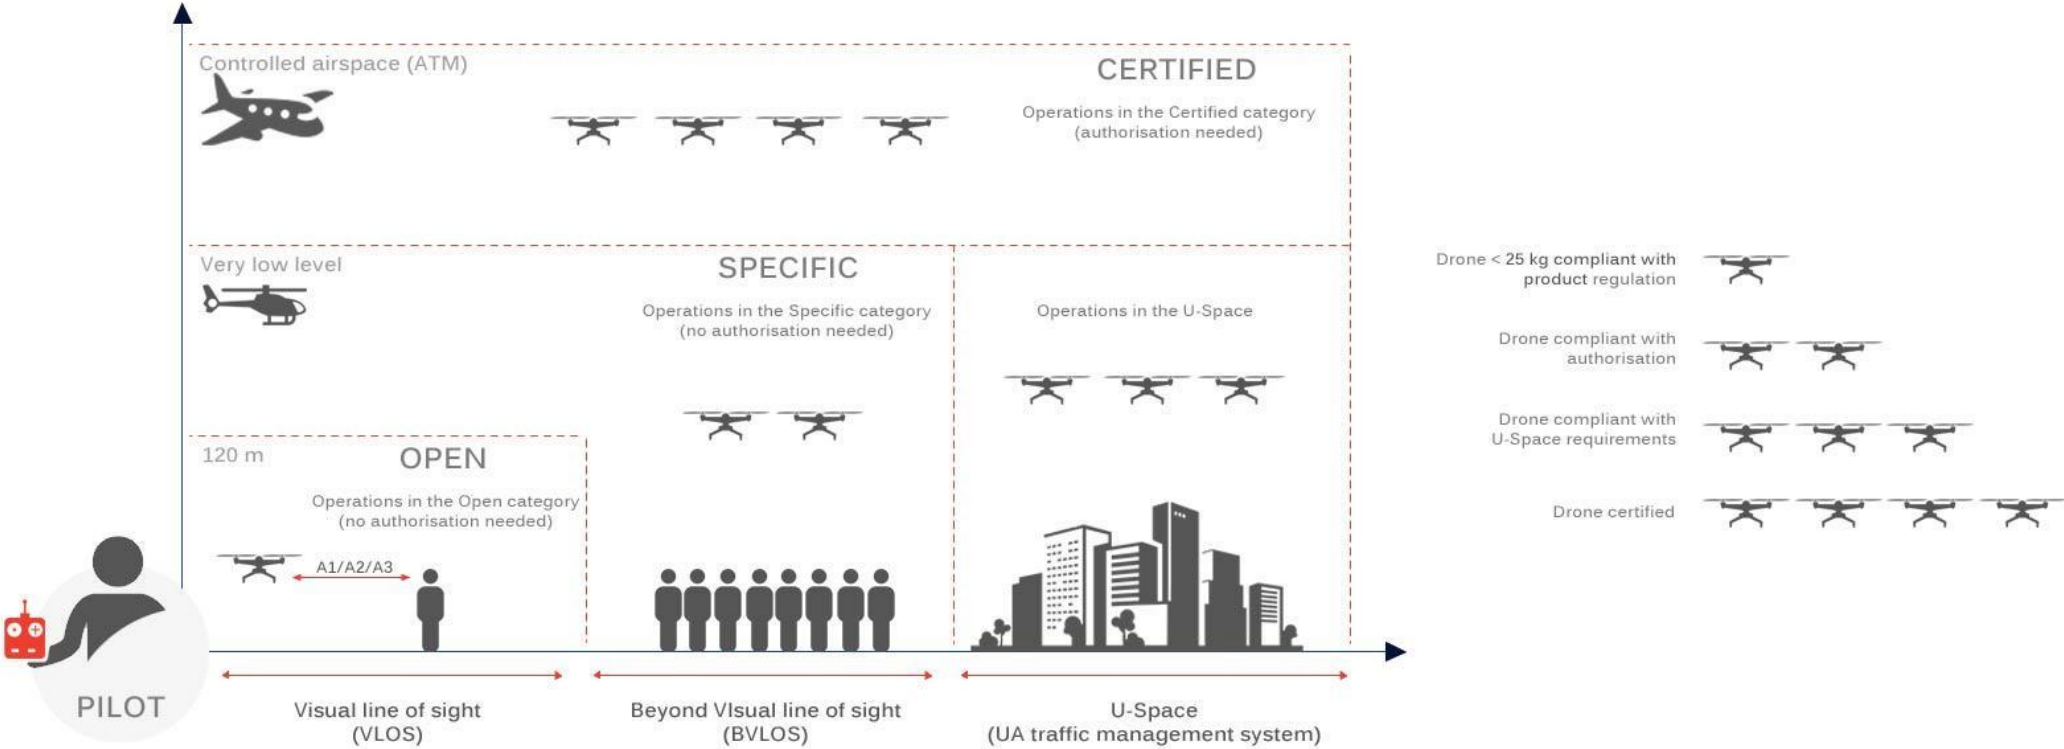 Controlled airspace (ATM)
CERTIFIED
Operations in the Certified category
(authorisation needed)
Very low level
SPECIFIC
Operations in the Specific category
(no authorisation needed)
Operations in the U-Space
120 m
OPEN
Operations in the Open category
(no authorisation needed)
A1/A2/A3
PILOT
Visual line of sight
(VLOS)
Beyond VIsual line of sight
(BVLOS)
U-Space
(UA traffic management system)
Drone < 25 kg compliant with
product regulation
Drone compliant with
authorisation
Drone compliant with
U-Space requirements
Drone certified